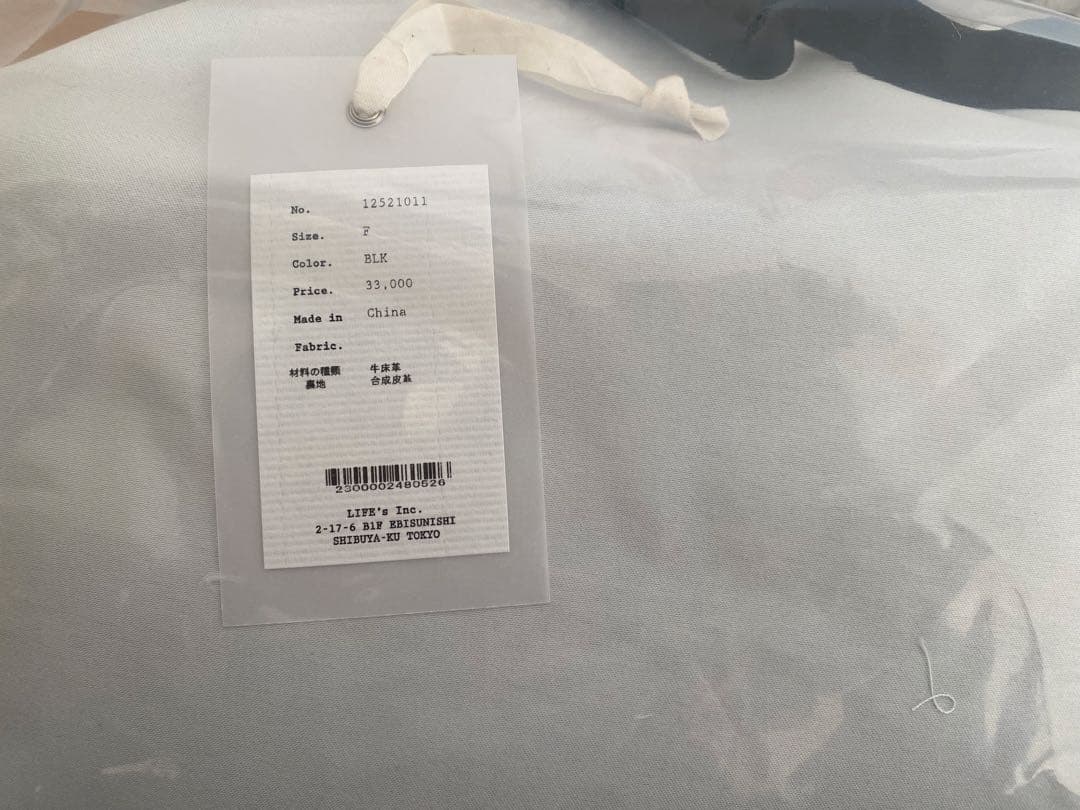 No. 12521011
Size. F
Color. BLK
Price. 33,000
Made in China
Fabric.
材料の種類 牛床革
裏地 合成皮革
2300002480526
LIFE's Inc.
2-17-6 B1F EBISUNISHI
SHIBUYA-KU TOKYO